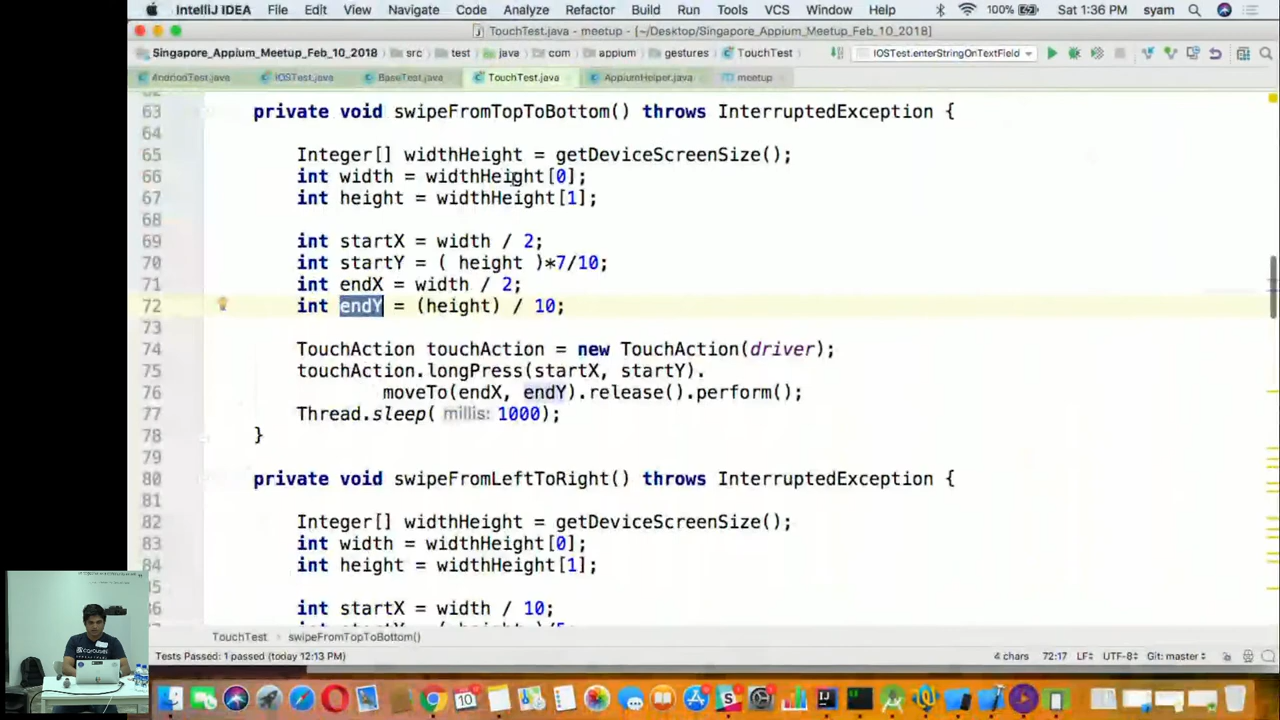 IntelliJ IDEA File Edit View Navigate Code Analyze Refactor Build Run Tools VCS Window Help 100% Sat 1:36 PM syam
TouchTest.java - meetup - [~/Desktop/Singapore_Appium_Meetup_Feb_10_2018]
Singapore_Appium_Meetup_Feb_10_2018 src test java com appium gestures TouchTest IOSTest.enterStringOnTextField
AndriodTest.java IOSTest.java BaseTest.java TouchTest.java AppiumHelper.java meetup
62
63 private void swipeFromTopToBottom() throws InterruptedException {
64
65 Integer[] widthHeight = getDeviceScreenSize();
66 int width = widthHeight[0];
67 int height = widthHeight[1];
68
69 int startX = width / 2;
70 int startY = ( height )*7/10;
71 int endX = width / 2;
72 int endY = (height) / 10;
73
74 TouchAction touchAction = new TouchAction(driver);
75 touchAction.longPress(startX, startY).
76 moveTo(endX, endY).release().perform();
77 Thread.sleep( millis: 1000);
78 }
79
80 private void swipeFromLeftToRight() throws InterruptedException {
81
82 Integer[] widthHeight = getDeviceScreenSize();
83 int width = widthHeight[0];
84 int height = widthHeight[1];
85
86 int startX = width / 10;
TouchTest swipeFromTopToBottom()
Tests Passed: 1 passed (today 12:13 PM) 4 chars 72:17 LF UTF-8 Git: master
carousell
10